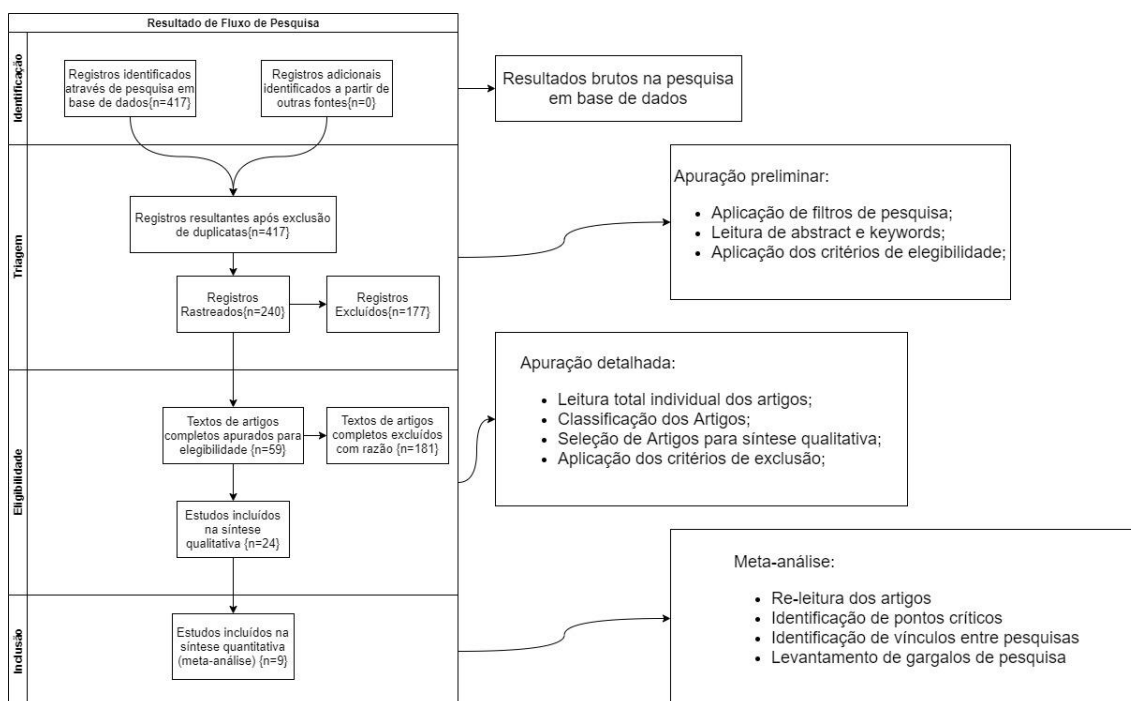 Resultado de Fluxo de Pesquisa
Identificação
Registros identificados
através de pesquisa em
base de dados{n=417}
Registros adicionais
identificados a partir de
outras fontes{n=0}
Resultados brutos na pesquisa
em base de dados
Triagem
Registros resultantes após exclusão
de duplicatas{n=417}
Registros
Rastreados{n=240}
Registros
Excluídos{n=177}
Apuração preliminar:
• Aplicação de filtros de pesquisa;
• Leitura de abstract e keywords;
• Aplicação dos critérios de elegibilidade;
Eligibilidade
Textos de artigos
completos apurados para
elegibilidade {n=59}
Textos de artigos
completos excluídos
com razão {n=181}
Estudos incluídos
na síntese
qualitativa {n=24}
Apuração detalhada:
• Leitura total individual dos artigos;
• Classificação dos Artigos;
• Seleção de Artigos para síntese qualitativa;
• Aplicação dos critérios de exclusão;
Inclusão
Estudos incluídos na
síntese quantitativa
(meta-análise) {n=9}
Meta-análise:
• Re-leitura dos artigos
• Identificação de pontos críticos
• Identificação de vínculos entre pesquisas
• Levantamento de gargalos de pesquisa